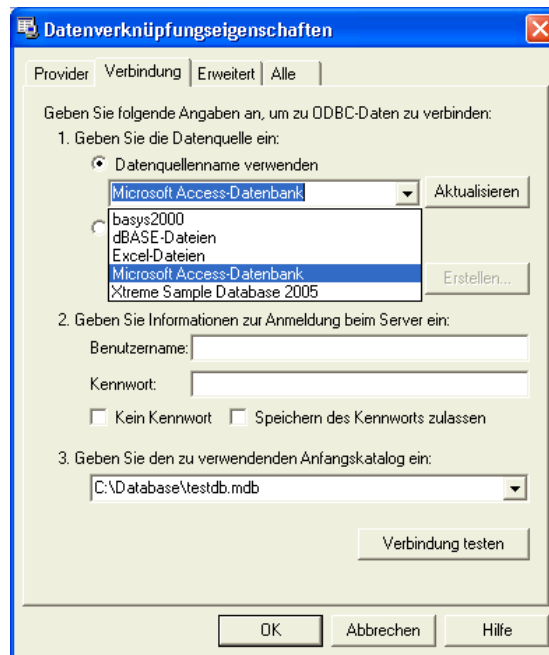 Datenverknüpfungseigenschaften
Provider Verbindung Erweitert Alle
Geben Sie folgende Angaben an, um zu ODBC-Daten zu verbinden:
1. Geben Sie die Datenquelle ein:
Datenquellenname verwenden
Microsoft Access-Datenbank Aktualisieren
basys2000
dBASE-Dateien
Excel-Dateien
Microsoft Access-Datenbank Erstellen...
Xtreme Sample Database 2005
2. Geben Sie Informationen zur Anmeldung beim Server ein:
Benutzername:
Kennwort:
Kein Kennwort Speichern des Kennworts zulassen
3. Geben Sie den zu verwendenden Anfangskatalog ein:
C:\Database\testdb.mdb
Verbindung testen
OK Abbrechen Hilfe